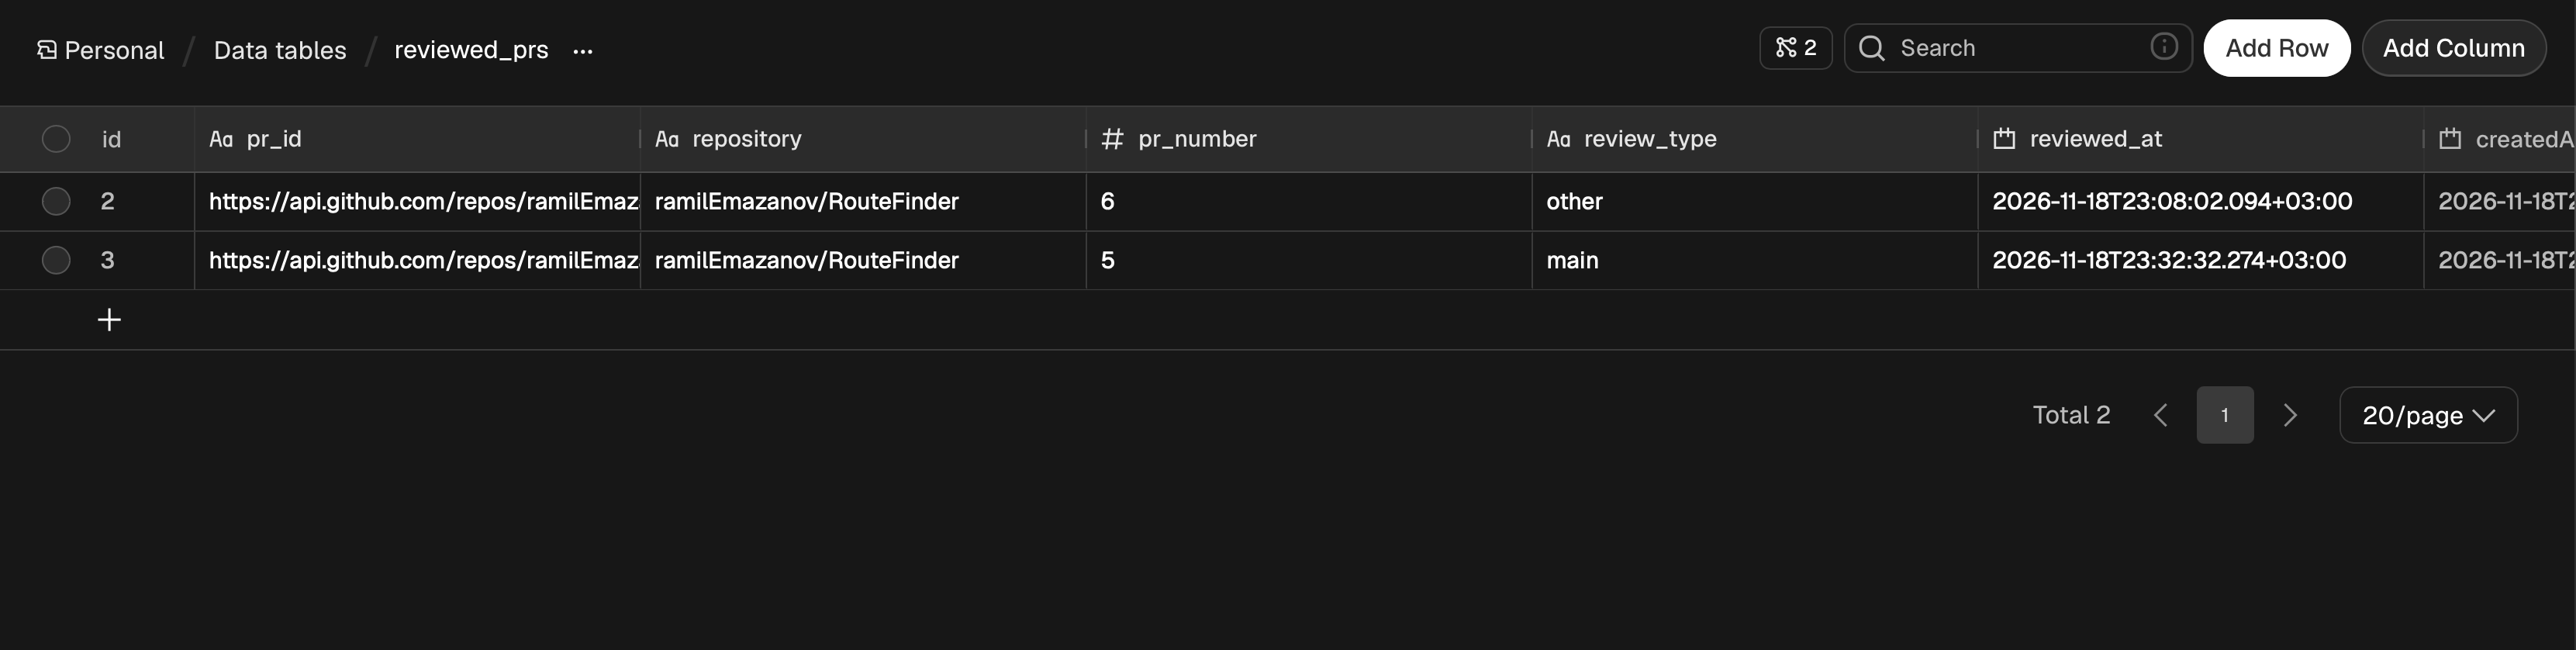 Personal / Data tables / reviewed_prs ...
2 Search Add Row Add Column
id Aa pr_id Aa repository # pr_number Aa review_type reviewed_at createdA
2 https://api.github.com/repos/ramilEmaz ramilEmazanov/RouteFinder 6 other 2026-11-18T23:08:02.094+03:00 2026-11-18T2
3 https://api.github.com/repos/ramilEmaz ramilEmazanov/RouteFinder 5 main 2026-11-18T23:32:32.274+03:00 2026-11-18T2
+
Total 2 < 1 > 20/page